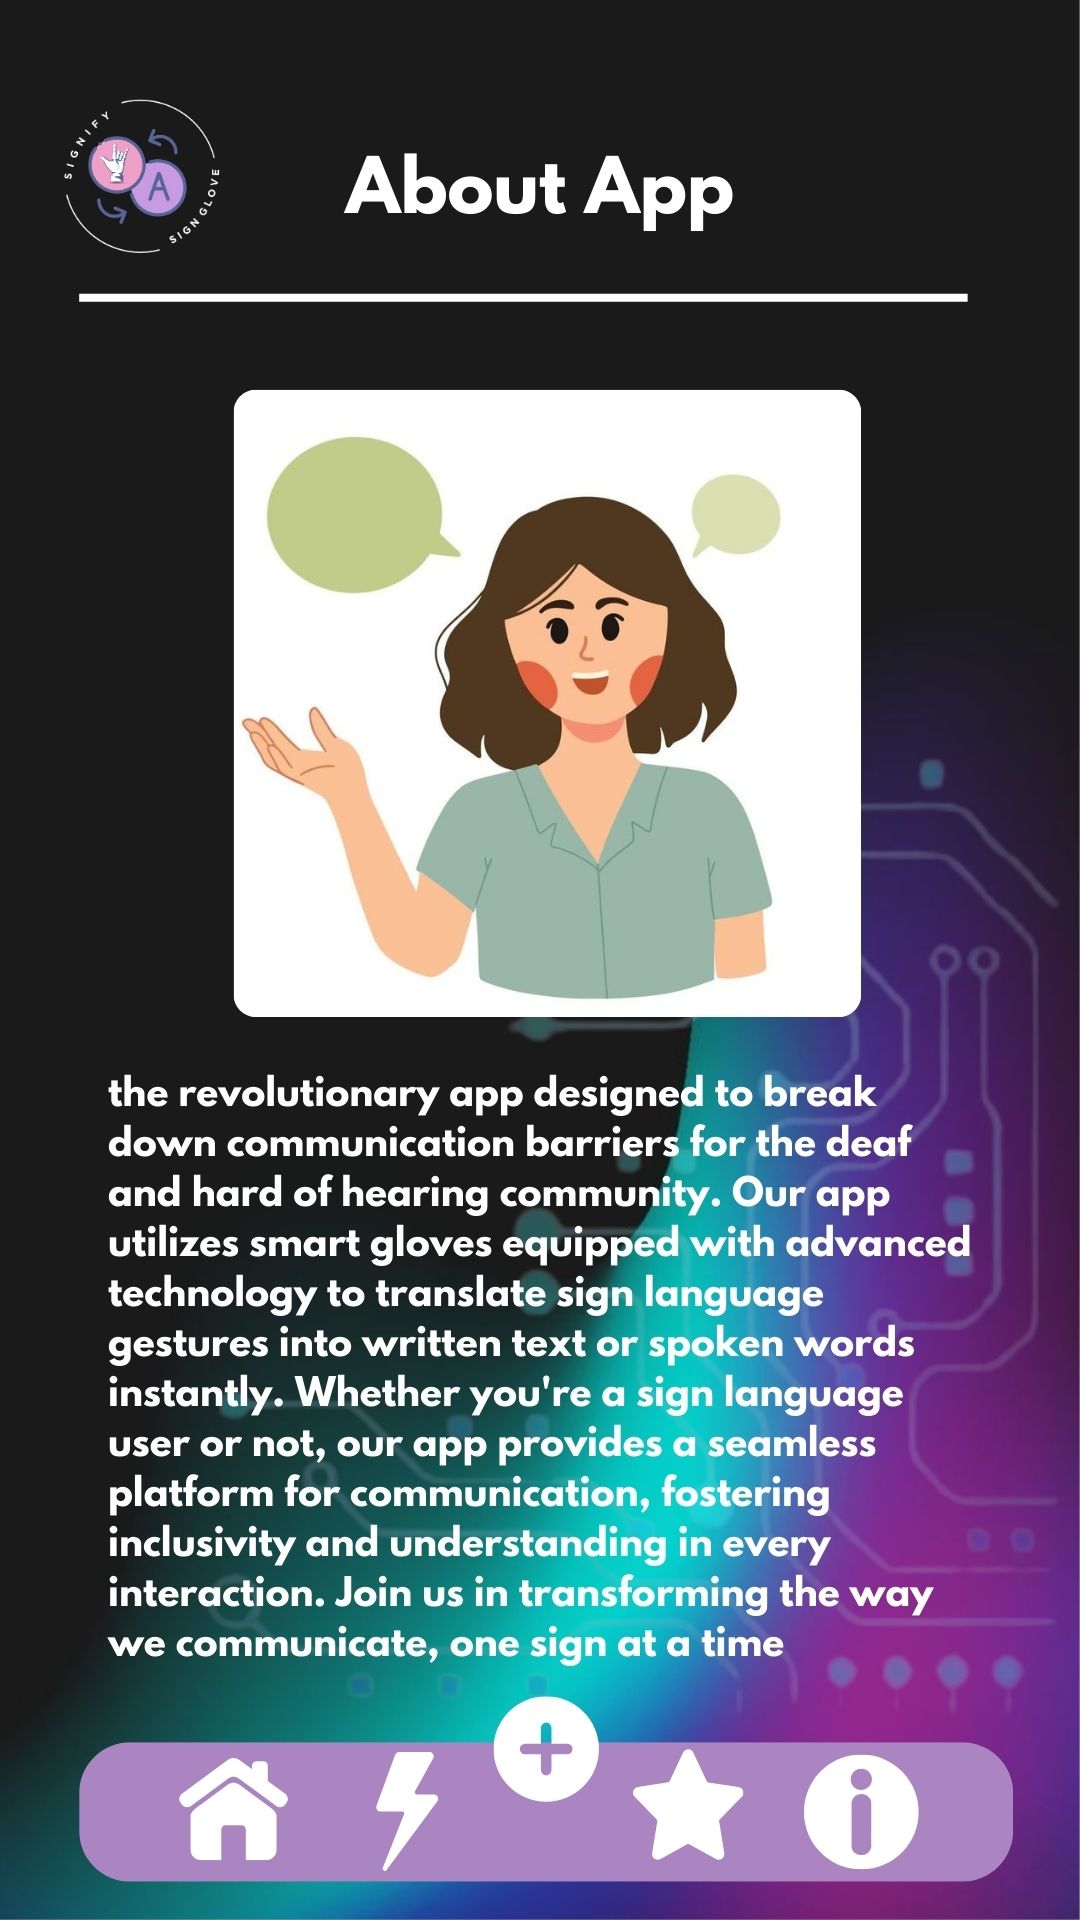 SIGNIFY
A
SIGN GLOVE
About App
the revolutionary app designed to break
down communication barriers for the deaf
and hard of hearing community. Our app
utilizes smart gloves equipped with advanced
technology to translate sign language
gestures into written text or spoken words
instantly. Whether you're a sign language
user or not, our app provides a seamless
platform for communication, fostering
inclusivity and understanding in every
interaction. Join us in transforming the way
we communicate, one sign at a time